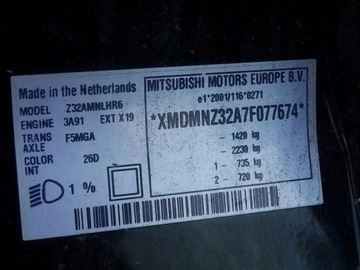 Made in the Netherlands
MODEL Z32AMNLHR6
ENGINE 3A91 EXT X19
TRANS AXLE F5MGA
COLOR INT 26D
1 %
MITSUBISHI MOTORS EUROPE B.V.
e1*2001/116*0271
*XMDMNZ32A7F077674*
- 1420 kg
- 2230 kg
1 - 735 kg
2 - 720 kg